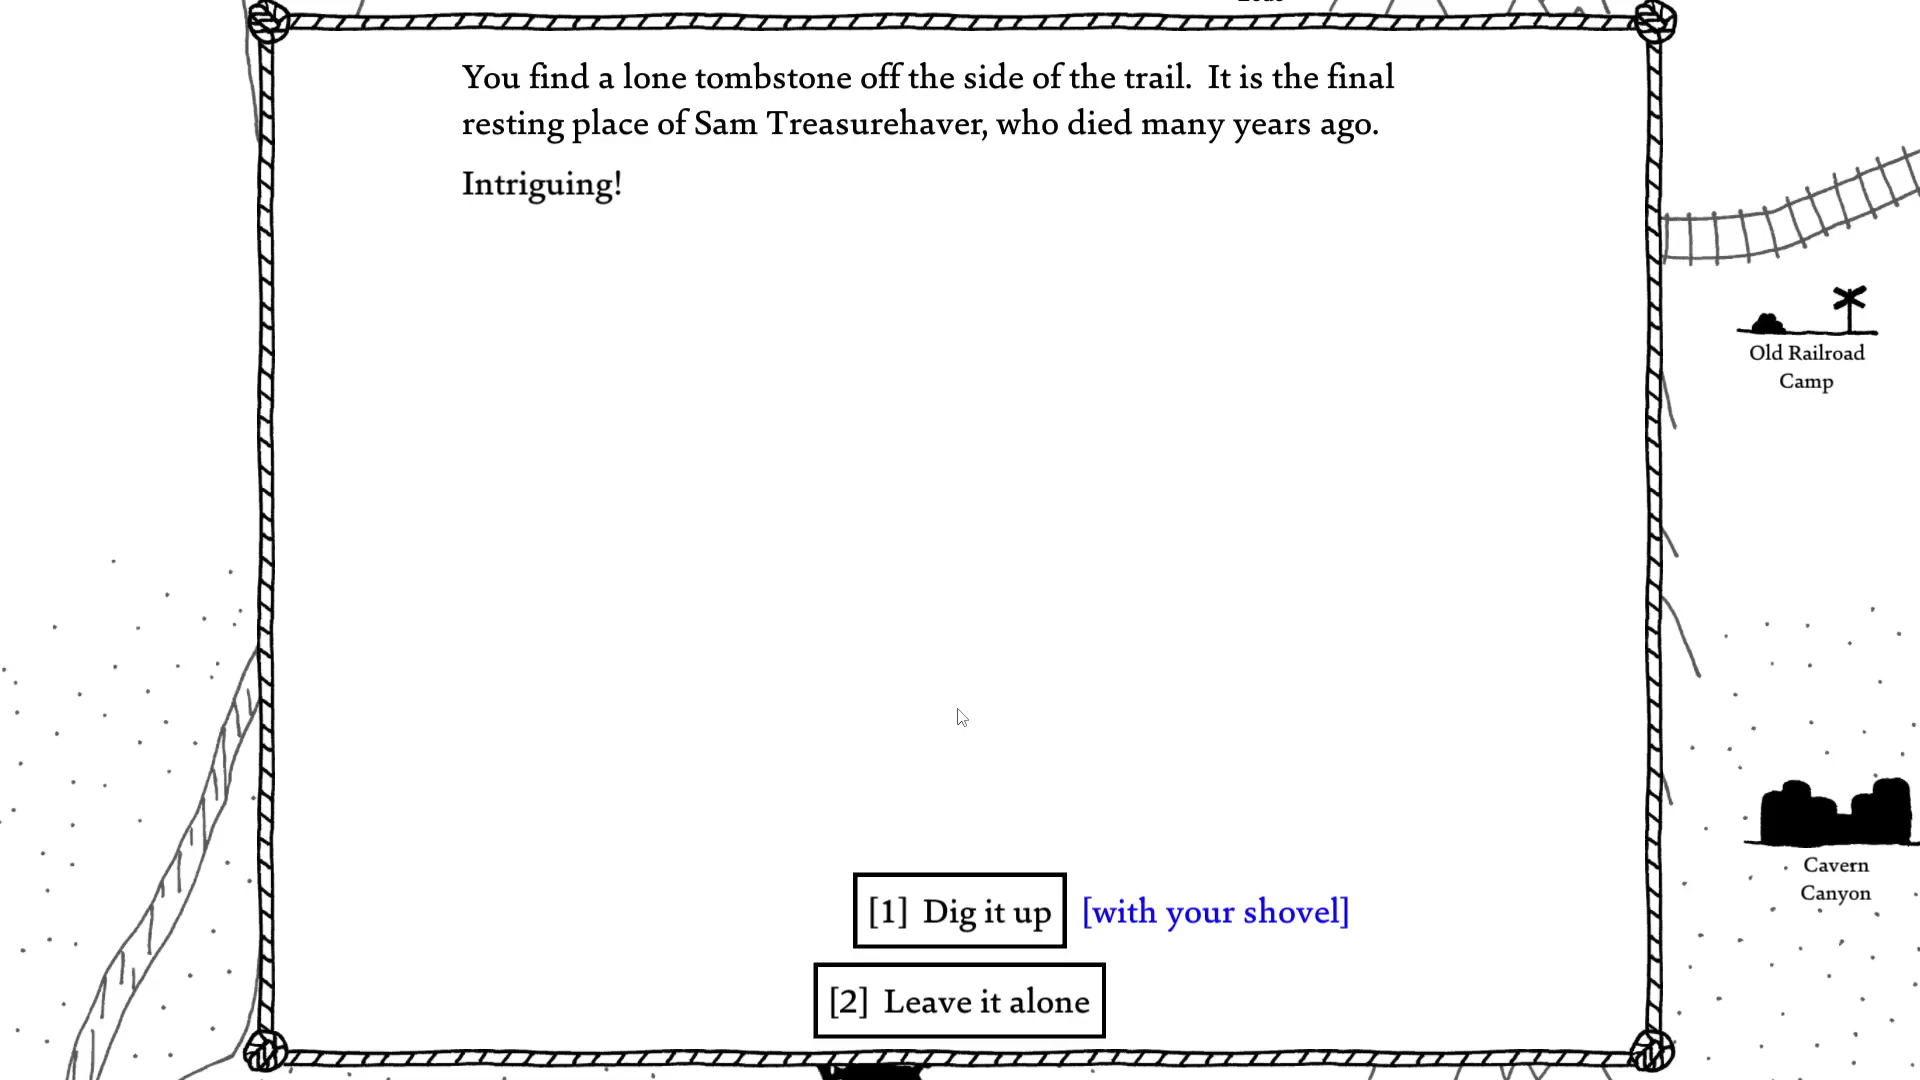 You find a lone tombstone off the side of the trail.  It is the final
resting place of Sam Treasurehaver, who died many years ago.
Intriguing!
Old Railroad
Camp
Cavern
Canyon
[1]  Dig it up [with your shovel]
[2]  Leave it alone